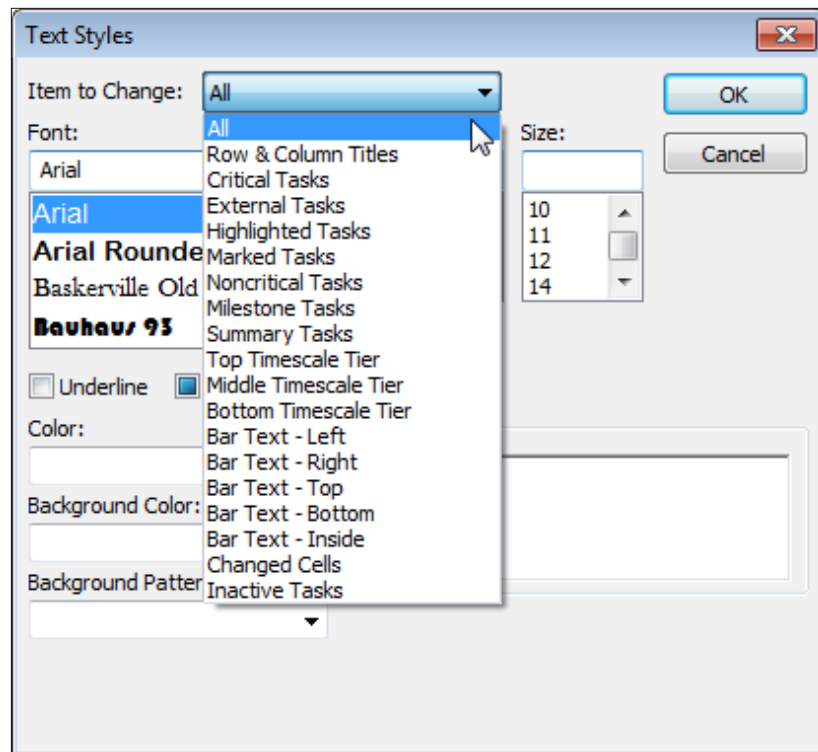 Text Styles
Item to Change: All
OK
Font:
All
Size:
Arial
Row & Column Titles
Cancel
Critical Tasks
Arial
External Tasks
10
Highlighted Tasks
11
Arial Rounde
Marked Tasks
12
Baskerville Old
Noncritical Tasks
14
Milestone Tasks
Bauhaus 93
Summary Tasks
Top Timescale Tier
Underline
Middle Timescale Tier
Bottom Timescale Tier
Color:
Bar Text - Left
Bar Text - Right
Bar Text - Top
Background Color:
Bar Text - Bottom
Bar Text - Inside
Changed Cells
Background Patter
Inactive Tasks